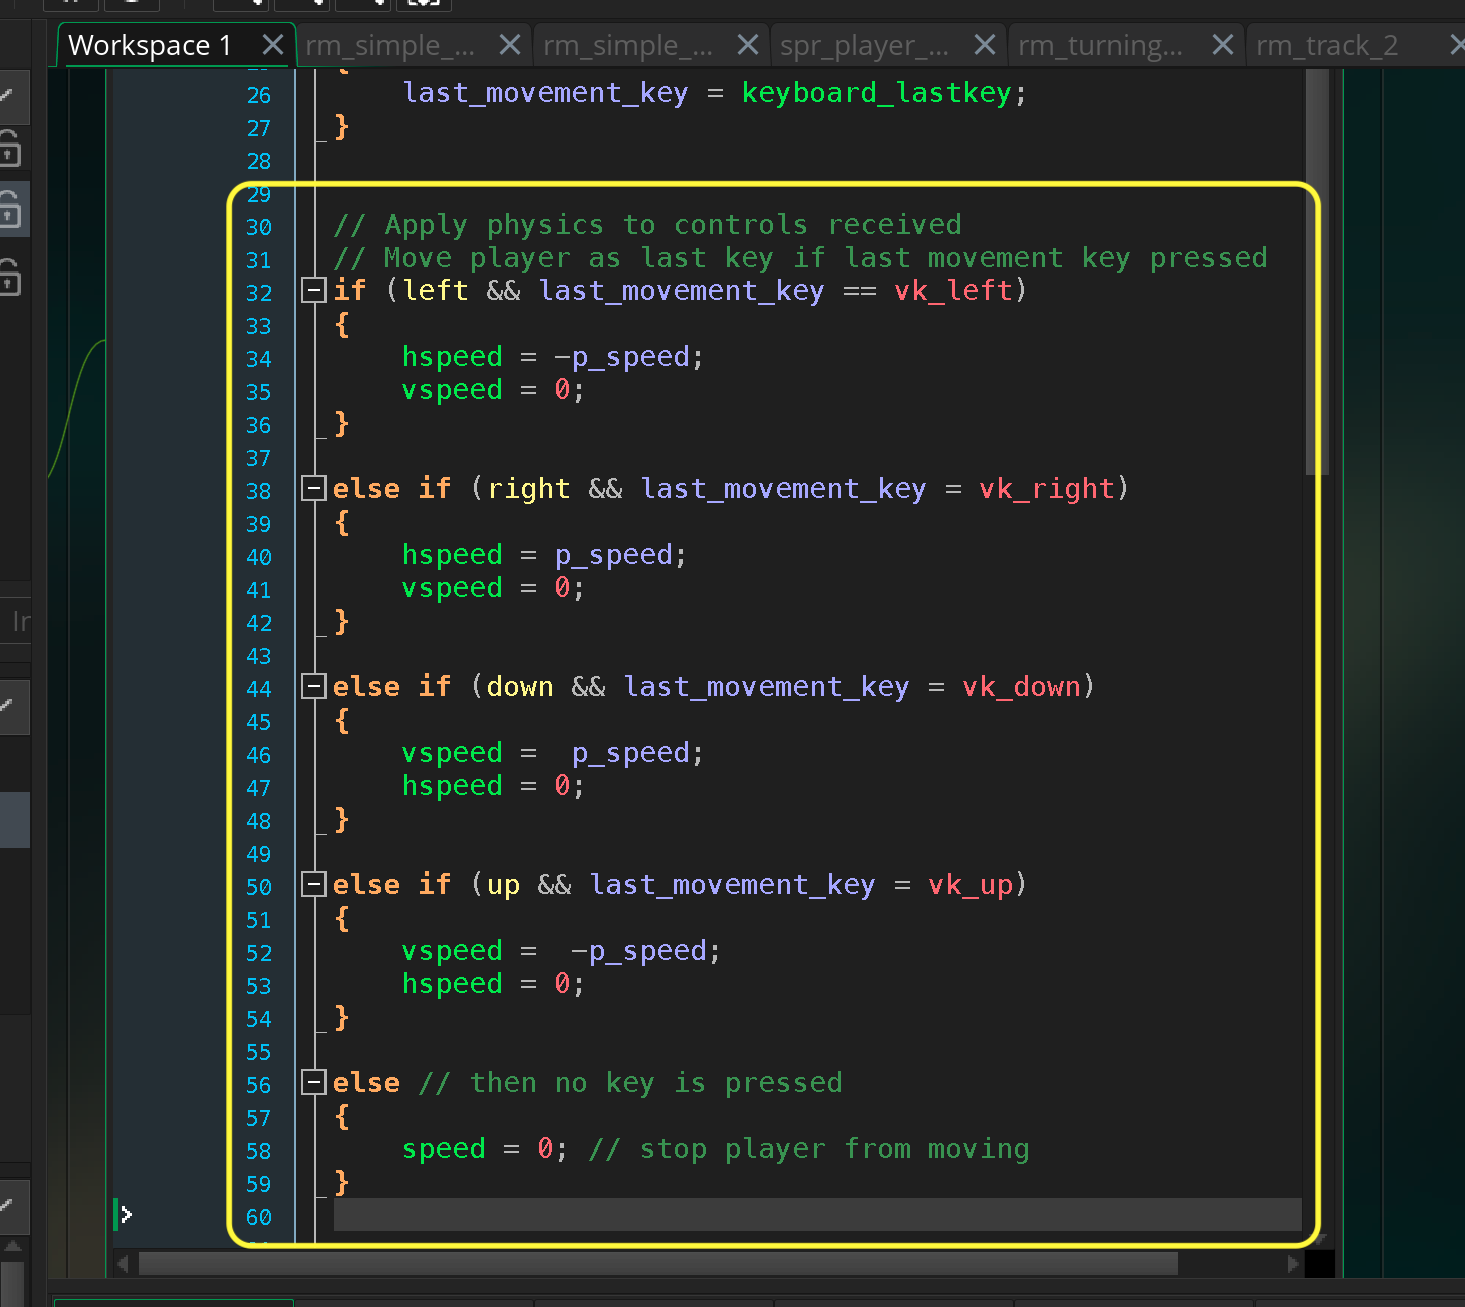 Workspace 1 rm_simple_... rm_simple_... spr_player_... rm_turning... rm_track_2
26 last_movement_key = keyboard_lastkey;
27 }
28
29
30 // Apply physics to controls received
31 // Move player as last key if last movement key pressed
32 if (left && last_movement_key == vk_left)
33 {
34 hspeed = -p_speed;
35 vspeed = 0;
36 }
37
38 else if (right && last_movement_key = vk_right)
39 {
40 hspeed = p_speed;
41 vspeed = 0;
42 }
43
44 else if (down && last_movement_key = vk_down)
45 {
46 vspeed =  p_speed;
47 hspeed = 0;
48 }
49
50 else if (up && last_movement_key = vk_up)
51 {
52 vspeed =  -p_speed;
53 hspeed = 0;
54 }
55
56 else // then no key is pressed
57 {
58 speed = 0; // stop player from moving
59 }
60